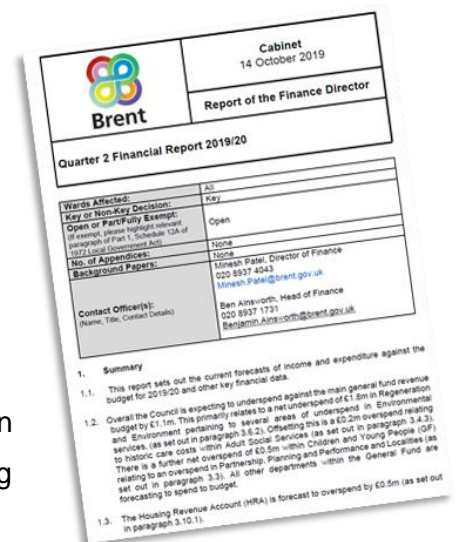 Brent
Cabinet
14 October 2019
Report of the Finance Director
Quarter 2 Financial Report 2019/20
Wards Affected:
All
Key or Non-Key Decision:
Key
Open or Part/Fully Exempt:
(If exempt, please highlight relevant
paragraph of Part 1, Schedule 12A of
1972 Local Government Act)
Open
No. of Appendices:
None
Background Papers:
None
Contact Officer(s):
(Name, Title, Contact Details)
Minesh Patel, Director of Finance
020 8937 4043
Minesh.Patel@brent.gov.uk
Ben Ainsworth, Head of Finance
020 8937 1731
Benjamin.Ainsworth@brent.gov.uk
1. Summary
1.1. This report sets out the current forecasts of income and expenditure against the
budget for 2019/20 and other key financial data.
1.2. Overall the Council is expecting to underspend against the main general fund revenue
budget by £1.1m. This primarily relates to a net underspend of £1.8m in Regeneration
and Environment pertaining to several areas of underspend in Environmental
services, (as set out in paragraph 3.6.2). Offsetting this is a £0.2m overspend relating
to historic care costs within Adult Social Services (as set out in paragraph 3.4.3).
There is a further net overspend of £0.5m within Children and Young People (GF)
relating to an overspend in Partnership, Planning and Performance and Localities (as
set out in paragraph 3.3). All other departments within the General Fund are
forecasting to spend to budget.
1.3. The Housing Revenue Account (HRA) is forecast to overspend by £0.5m (as set out
in paragraph 3.10.1).
n
g